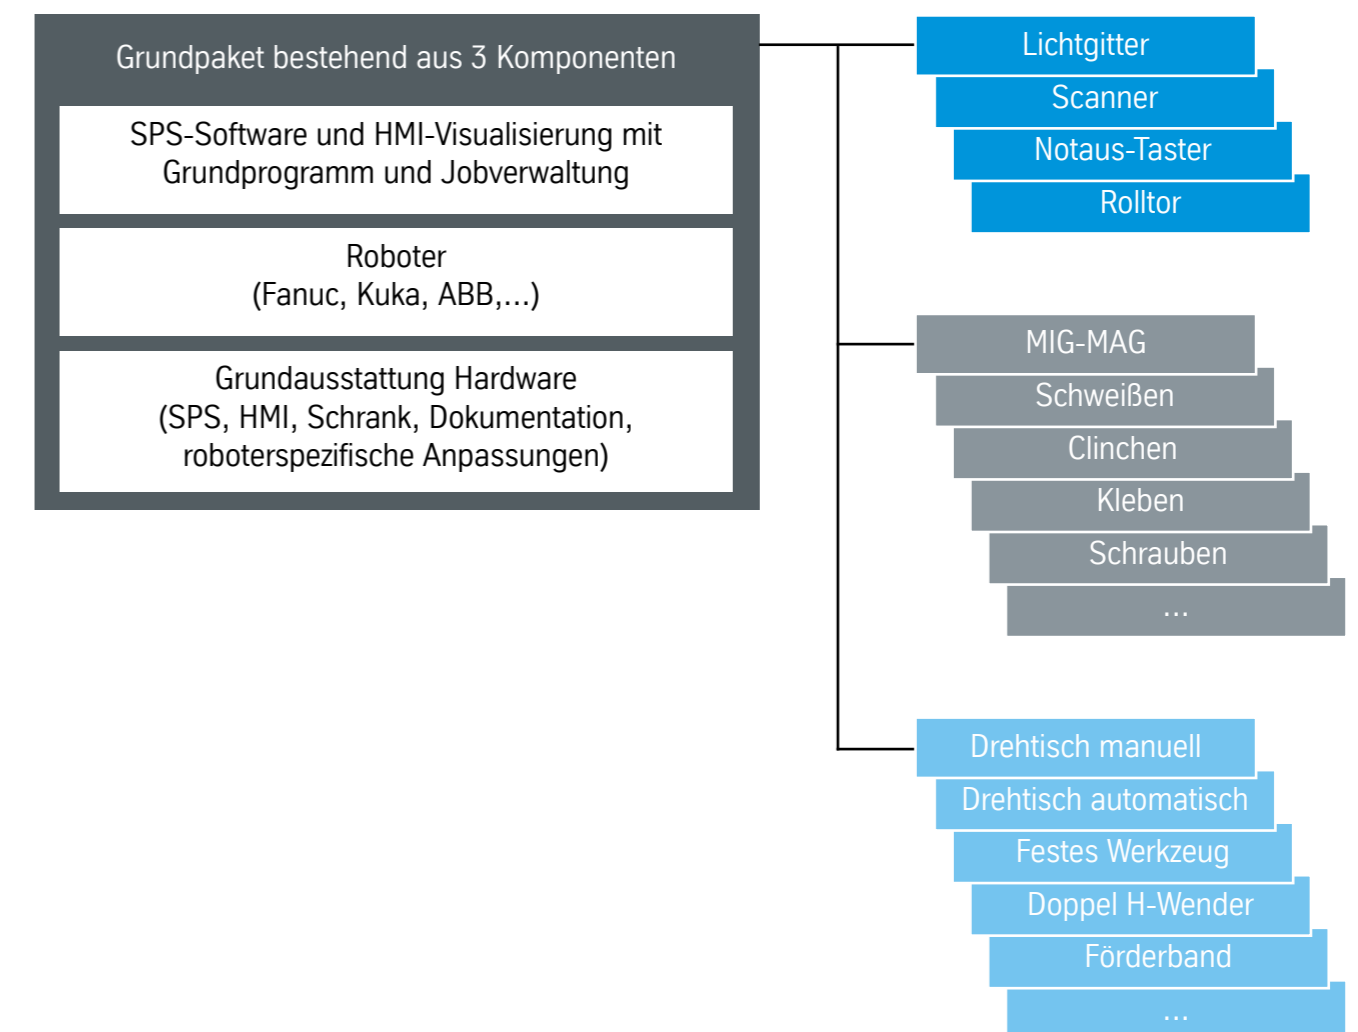 Grundpaket bestehend aus 3 Komponenten
SPS-Software und HMI-Visualisierung mit
Grundprogramm und Jobverwaltung
Roboter
(Fanuc, Kuka, ABB,...)
Grundausstattung Hardware
(SPS, HMI, Schrank, Dokumentation,
roboterspezifische Anpassungen)
Lichtgitter
Scanner
Notaus-Taster
Rolltor
MIG-MAG
Schweißen
Clinchen
Kleben
Schrauben
...
Drehtisch manuell
Drehtisch automatisch
Festes Werkzeug
Doppel H-Wender
Förderband
...